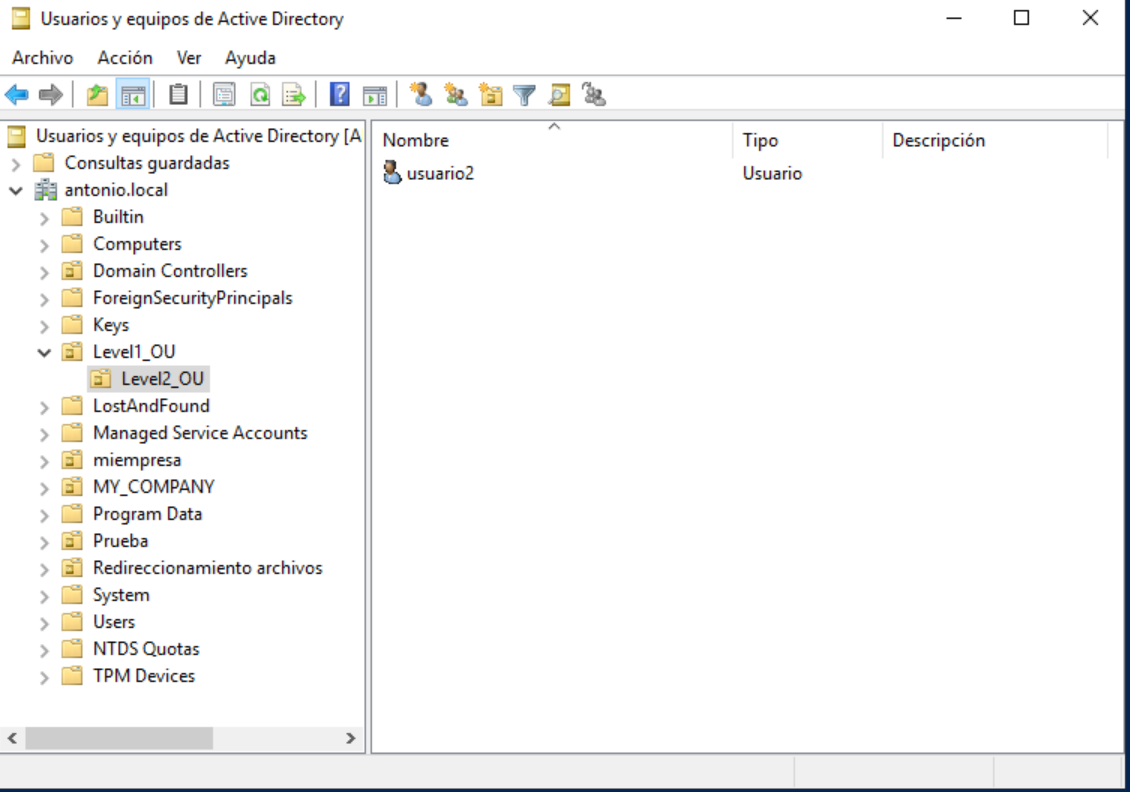 Usuarios y equipos de Active Directory
Archivo Acción Ver Ayuda
Usuarios y equipos de Active Directory [A
Consultas guardadas
antonio.local
Builtin
Computers
Domain Controllers
ForeignSecurityPrincipals
Keys
Level1_OU
Level2_OU
LostAndFound
Managed Service Accounts
miempresa
MY_COMPANY
Program Data
Prueba
Redireccionamiento archivos
System
Users
NTDS Quotas
TPM Devices
Nombre Tipo Descripción
usuario2 Usuario